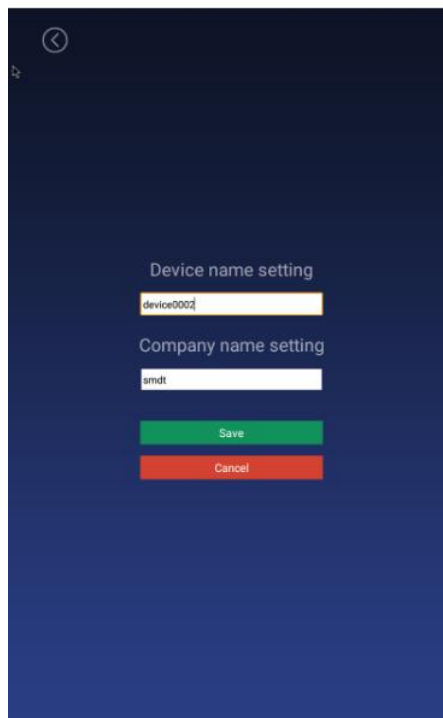 Device name setting
device0002
Company name setting
smdt
Save
Cancel